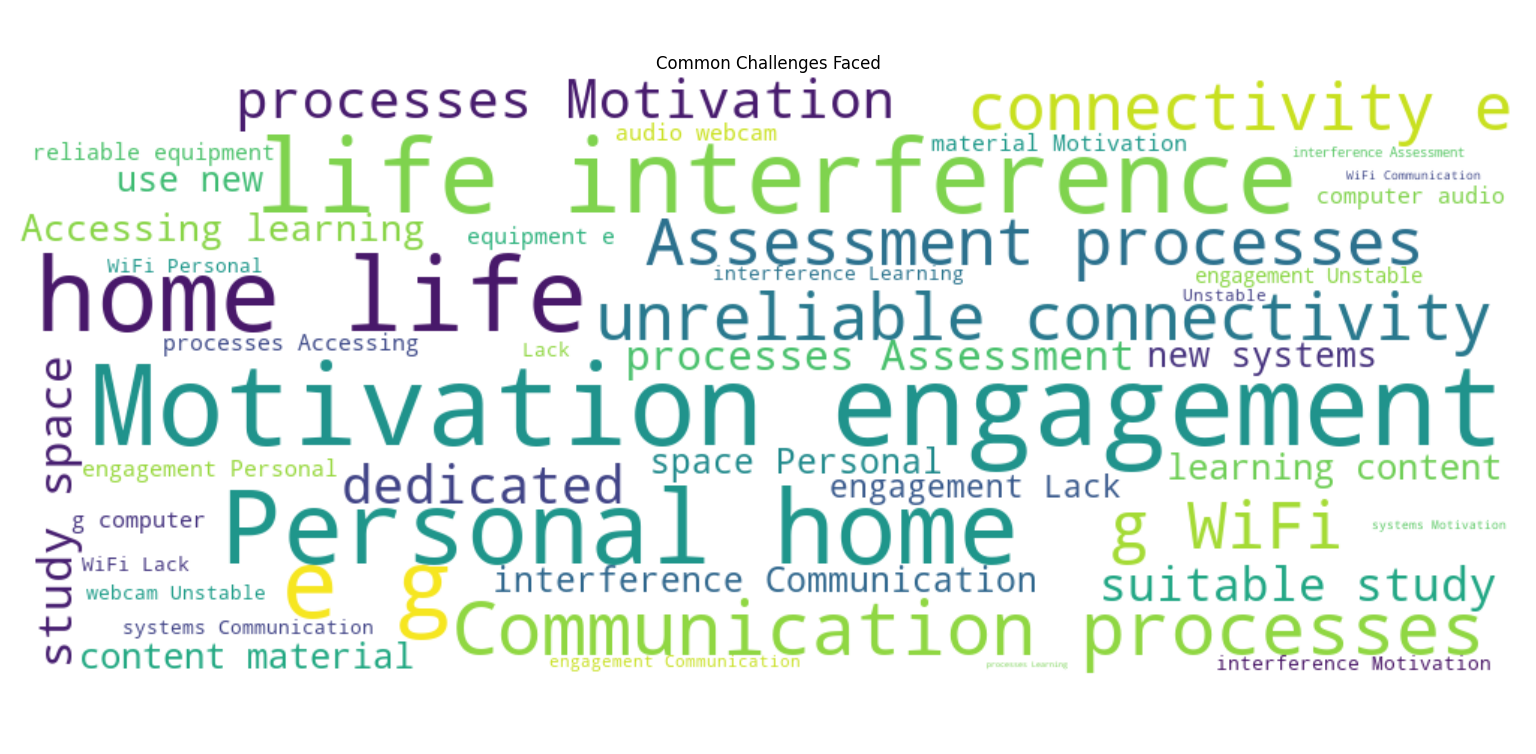 Common Challenges Faced
processes Motivation
connectivity e
audio webcam
life interference
material Motivation
reliable equipment
interference Assessment
use new
WiFi Communication
computer audio
Accessing learning
equipment e
Assessment processes
WiFi Personal
home life
interference Learning
engagement Unstable
unreliable connectivity
Unstable
processes Accessing
Lack
processes Assessment
new systems
study space
Motivation engagement
engagement Personal
dedicated
space Personal
engagement Lack
learning content
g computer
Personal home
g WiFi
systems Motivation
WiFi Lack
e g
interference Communication
suitable study
webcam Unstable
Communication processes
systems Communication
content material
engagement Communication
processes Learning
interference Motivation